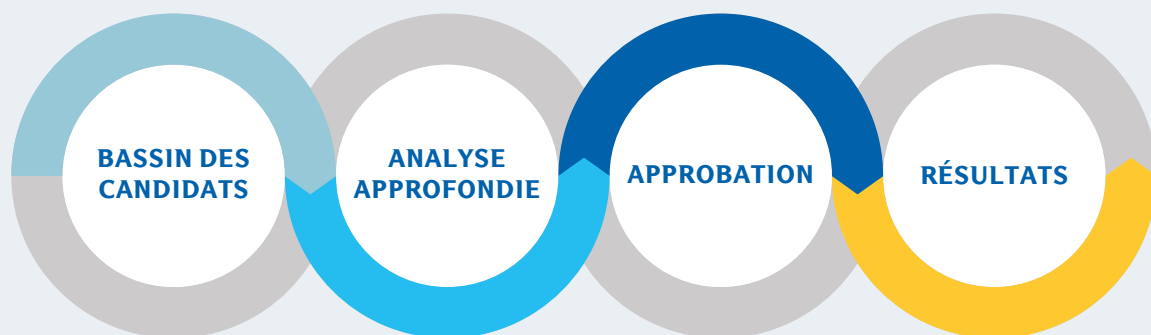 BASSIN DES
CANDIDATS
ANALYSE
APPROFONDIE
APPROBATION
RÉSULTATS